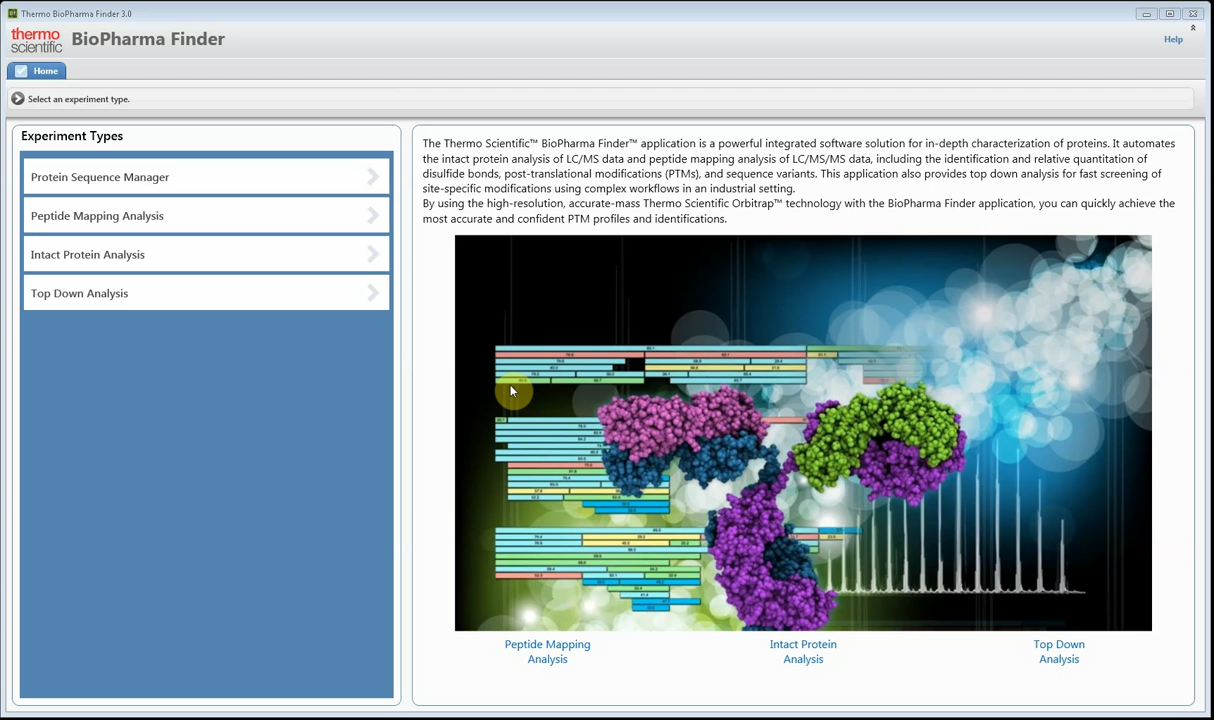 Thermo BioPharma Finder 3.0
thermo
scientific
BioPharma Finder
Help
Home
Select an experiment type.
Experiment Types
Protein Sequence Manager
Peptide Mapping Analysis
Intact Protein Analysis
Top Down Analysis
The Thermo Scientific™ BioPharma Finder™ application is a powerful integrated software solution for in-depth characterization of proteins. It automates
the intact protein analysis of LC/MS data and peptide mapping analysis of LC/MS/MS data, including the identification and relative quantitation of
disulfide bonds, post-translational modifications (PTMs), and sequence variants. This application also provides top down analysis for fast screening of
site-specific modifications using complex workflows in an industrial setting.
By using the high-resolution, accurate-mass Thermo Scientific Orbitrap™ technology with the BioPharma Finder application, you can quickly achieve the
most accurate and confident PTM profiles and identifications.
Peptide Mapping
Analysis
Intact Protein
Analysis
Top Down
Analysis